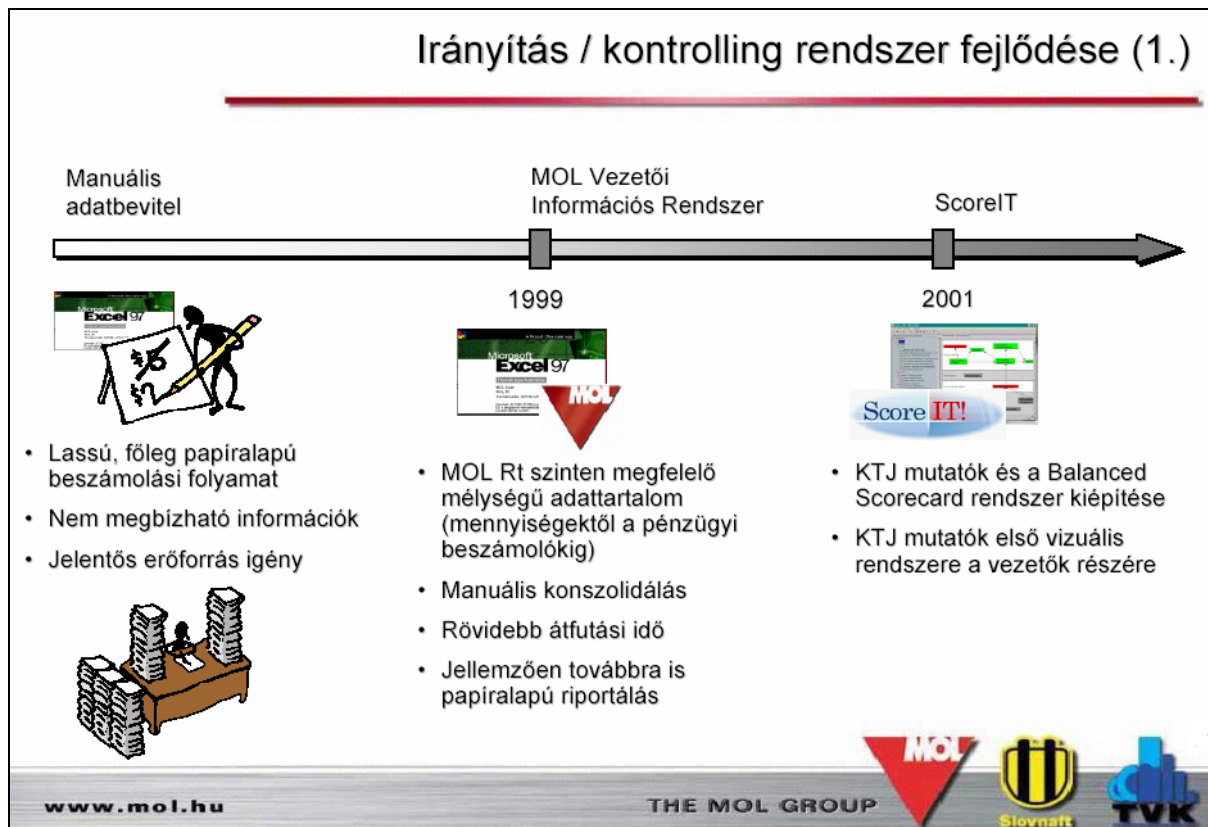 Irányítás / kontrolling rendszer fejlődése (1.)
Manuális
adatbevitel
MOL Vezetői
Információs Rendszer
ScoreIT
1999
2001
Excel 97
$5
$7
Microsoft
Excel 97
MOL
Score IT!
• Lassú, főleg papíralapú
beszámolási folyamat
• Nem megbízható információk
• Jelentős erőforrás igény
• MOL Rt szinten megfelelő
mélységű adattartalom
(mennyiségektől a pénzügyi
beszámolókig)
• Manuális konszolidálás
• Rövidebb átfutási idő
• Jellemzően továbbra is
papíralapú riportálás
• KTJ mutatók és a Balanced
Scorecard rendszer kiépítése
• KTJ mutatók első vizuális
rendszere a vezetők részére
www.mol.hu
THE MOL GROUP
MOL
Slovnaft
TVK